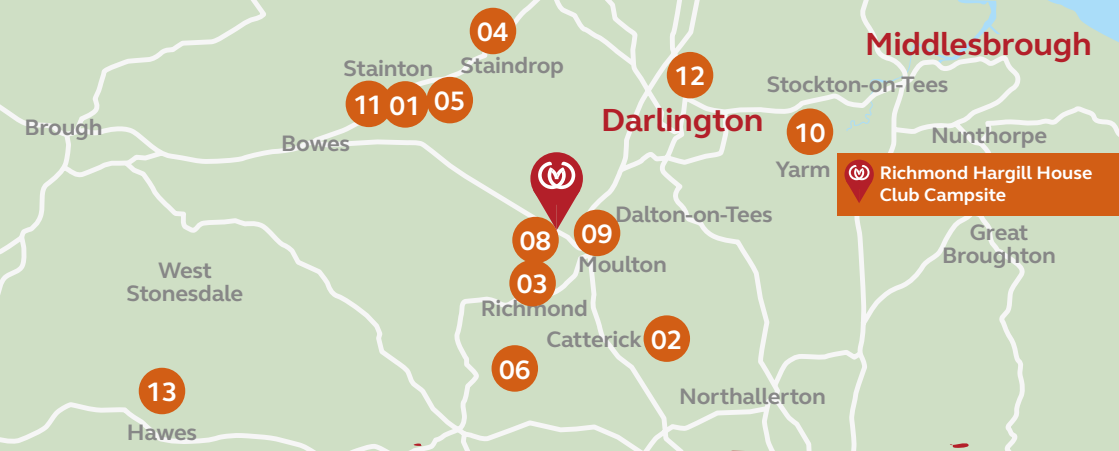 04
Middlesbrough
Stainton
Staindrop
12
Stockton-on-Tees
11
01
05
Darlington
10
Brough
Bowes
Nunthorpe
Yarm
Richmond Hargill House
Club Campsite
Dalton-on-Tees
08
09
Great
Broughton
Moulton
West
Stonesdale
03
Richmond
Catterick
02
06
13
Northallerton
Hawes